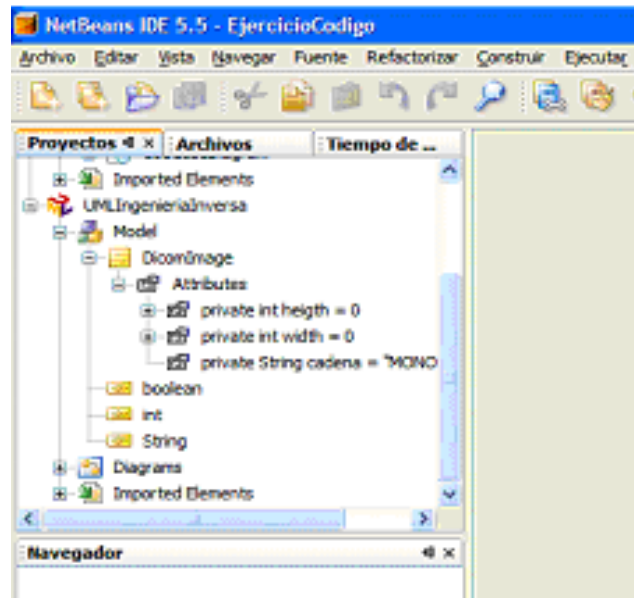 NetBeans IDE 5.5 - EjercicioCodigo
Archivo Editar Vista Navegar Fuente Refactorizar Construir Ejecutar
Proyectos Archivos Tiempo de ...
Imported Elements
UMLIngenieriaInversa
Model
DicomImage
Attributes
private int heigth = 0
private int width = 0
private String cadena = "MONO
boolean
int
String
Diagrams
Imported Elements
Navegador